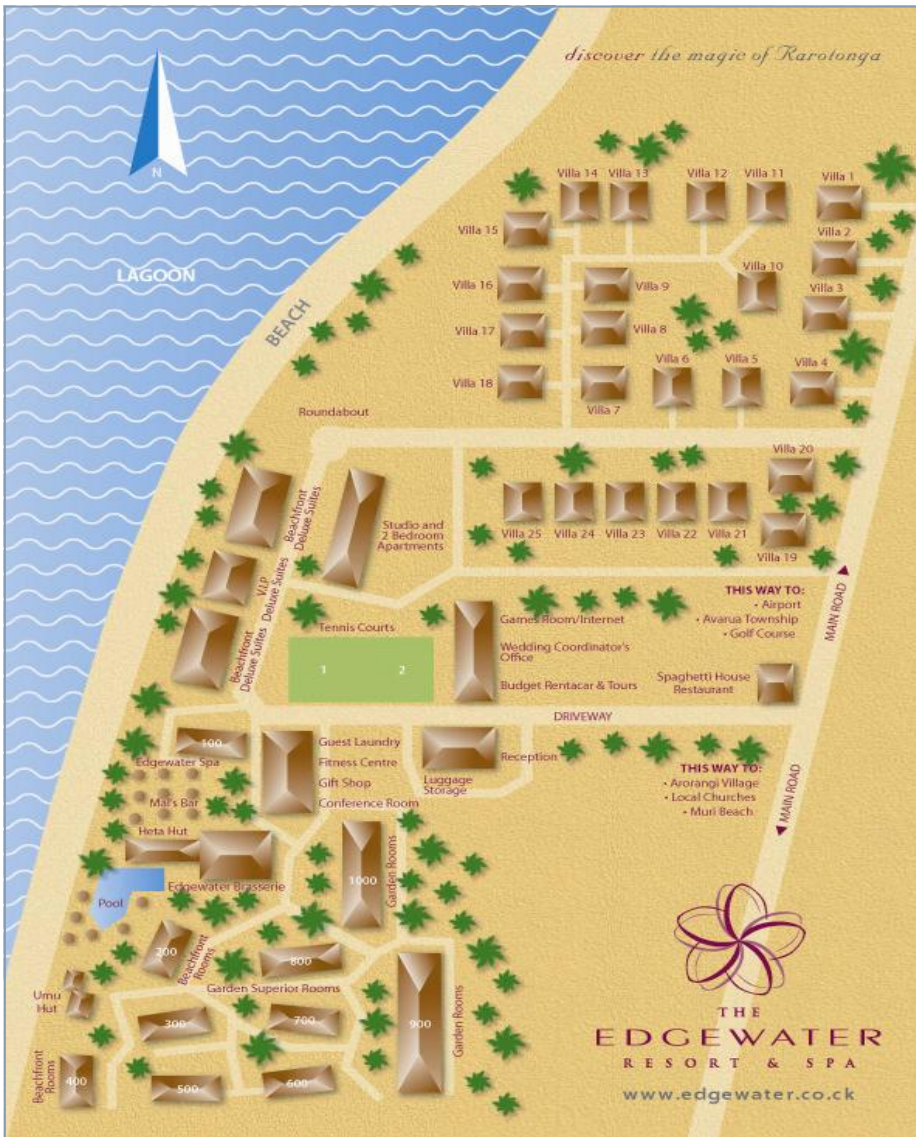 discover the magic of Rarotonga
N
LAGOON
BEACH
Villa 14
Villa 13
Villa 12
Villa 11
Villa 1
Villa 15
Villa 2
Villa 16
Villa 9
Villa 10
Villa 3
Villa 17
Villa 8
Villa 6
Villa 5
Villa 4
Villa 18
Villa 7
Roundabout
Villa 20
Villa 25
Villa 24
Villa 23
Villa 22
Villa 21
Villa 19
Beachfront
Deluxe Suites
Studio and
2 Bedroom
Apartments
V.I.P
Deluxe Suites
Beachfront
Deluxe Suites
Tennis Courts
1
2
Games Room/Internet
Wedding Coordinator's
Office
Budget Rentacar & Tours
THIS WAY TO:
• Airport
• Avarua Township
• Golf Course
MAIN ROAD
Spaghetti House
Restaurant
DRIVEWAY
100
Edgewater Spa
Guest Laundry
Fitness Centre
Gift Shop
Conference Room
Reception
Luggage
Storage
THIS WAY TO:
• Arorangi Village
• Local Churches
• Muri Beach
MAIN ROAD
Mai's Bar
Heta Hut
Edgewater Brasserie
1000
Garden Rooms
Pool
200
Beachfront
Rooms
800
Garden Superior Rooms
Umu
Hut
300
700
900
Garden Rooms
400
Beachfront
Rooms
500
600
THE
EDGEWATER
RESORT & SPA
www.edgewater.co.ck